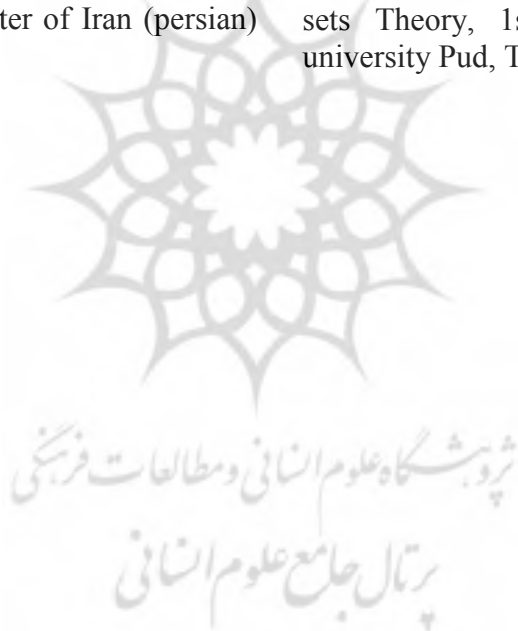 ter of Iran (persian)
sets Theory, 1s
university Pud, T
پژوهشگاه علوم انسانی و مطالعات فرهنگی
پرتال جامع علوم انسانی